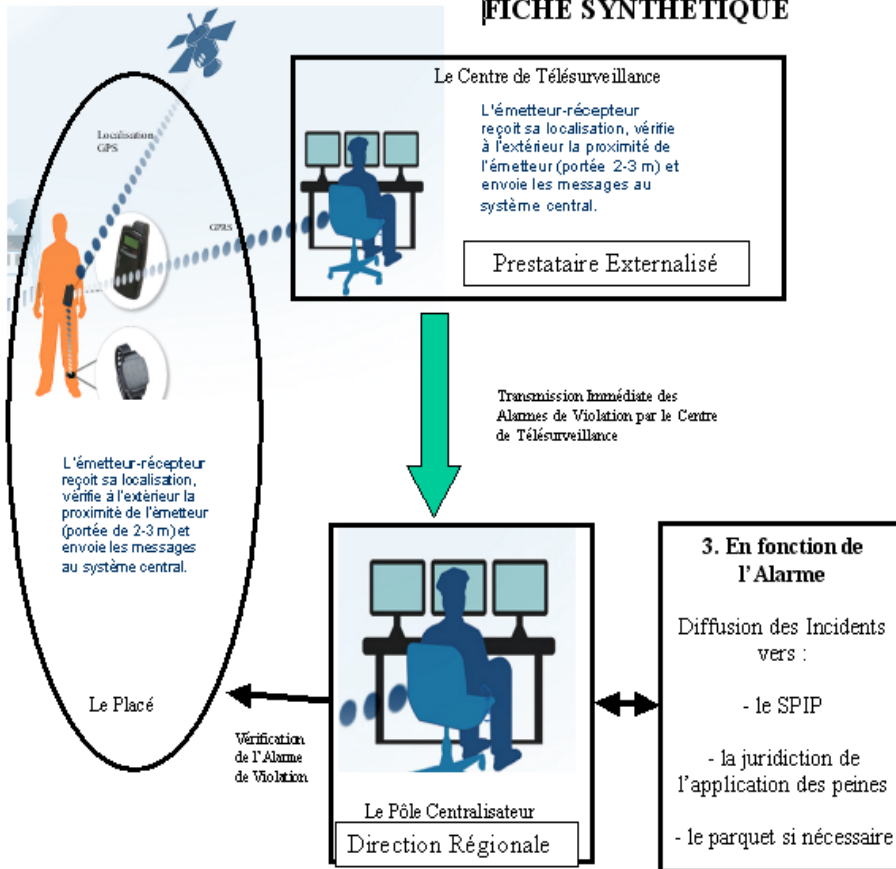 FICHE SYNTHETIQUE
Le Centre de Télésurveillance
L'émetteur-récepteur
reçoit sa localisation, vérifie
à l'extérieur la proximité de
l'émetteur (portée 2-3 m) et
envoie les messages au
système central.
Prestataire Externalisé
Localisation
GPS
GPRS
Transmission Immédiate des
Alarmes de Violation par le Centre
de Télésurveillance
L'émetteur-récepteur
reçoit sa localisation,
vérifie à l'extérieur la
proximité de l'émetteur
(portée de 2-3 m) et
envoie les messages
au système central.
Le Placé
Vérification
de l'Alarme
de Violation
Le Pôle Centralisateur
Direction Régionale
3. En fonction de
l'Alarme
Diffusion des Incidents
vers :
- le SPIP
- la juridiction de
l'application des peines
- le parquet si nécessaire